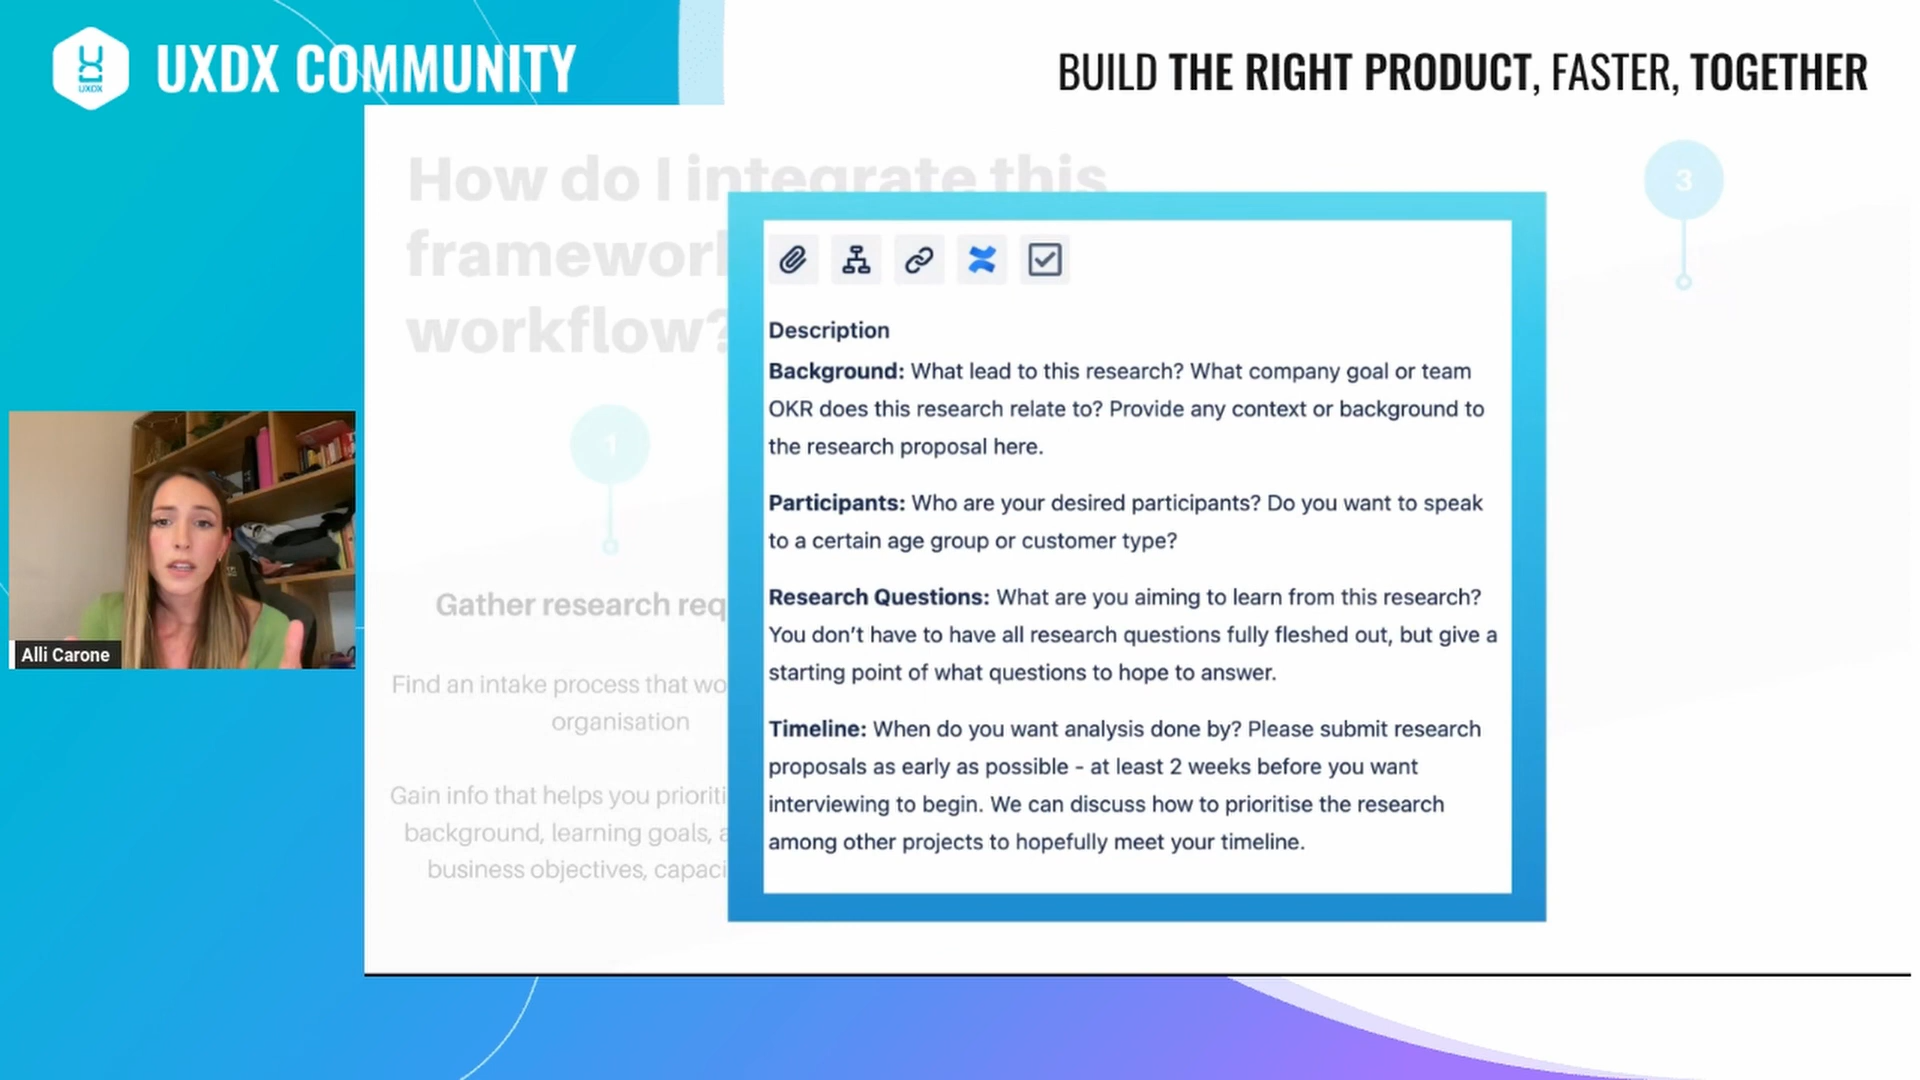 UXDX
UXDX COMMUNITY
BUILD THE RIGHT PRODUCT, FASTER, TOGETHER
How do I integrate this
framework
workflow?
1
3
Gather research req
Find an intake process that wo
organisation
Gain info that helps you prioriti
background, learning goals, a
business objectives, capaci
Description
Background: What lead to this research? What company goal or team
OKR does this research relate to? Provide any context or background to
the research proposal here.
Participants: Who are your desired participants? Do you want to speak
to a certain age group or customer type?
Research Questions: What are you aiming to learn from this research?
You don't have to have all research questions fully fleshed out, but give a
starting point of what questions to hope to answer.
Timeline: When do you want analysis done by? Please submit research
proposals as early as possible - at least 2 weeks before you want
interviewing to begin. We can discuss how to prioritise the research
among other projects to hopefully meet your timeline.
Alli Carone